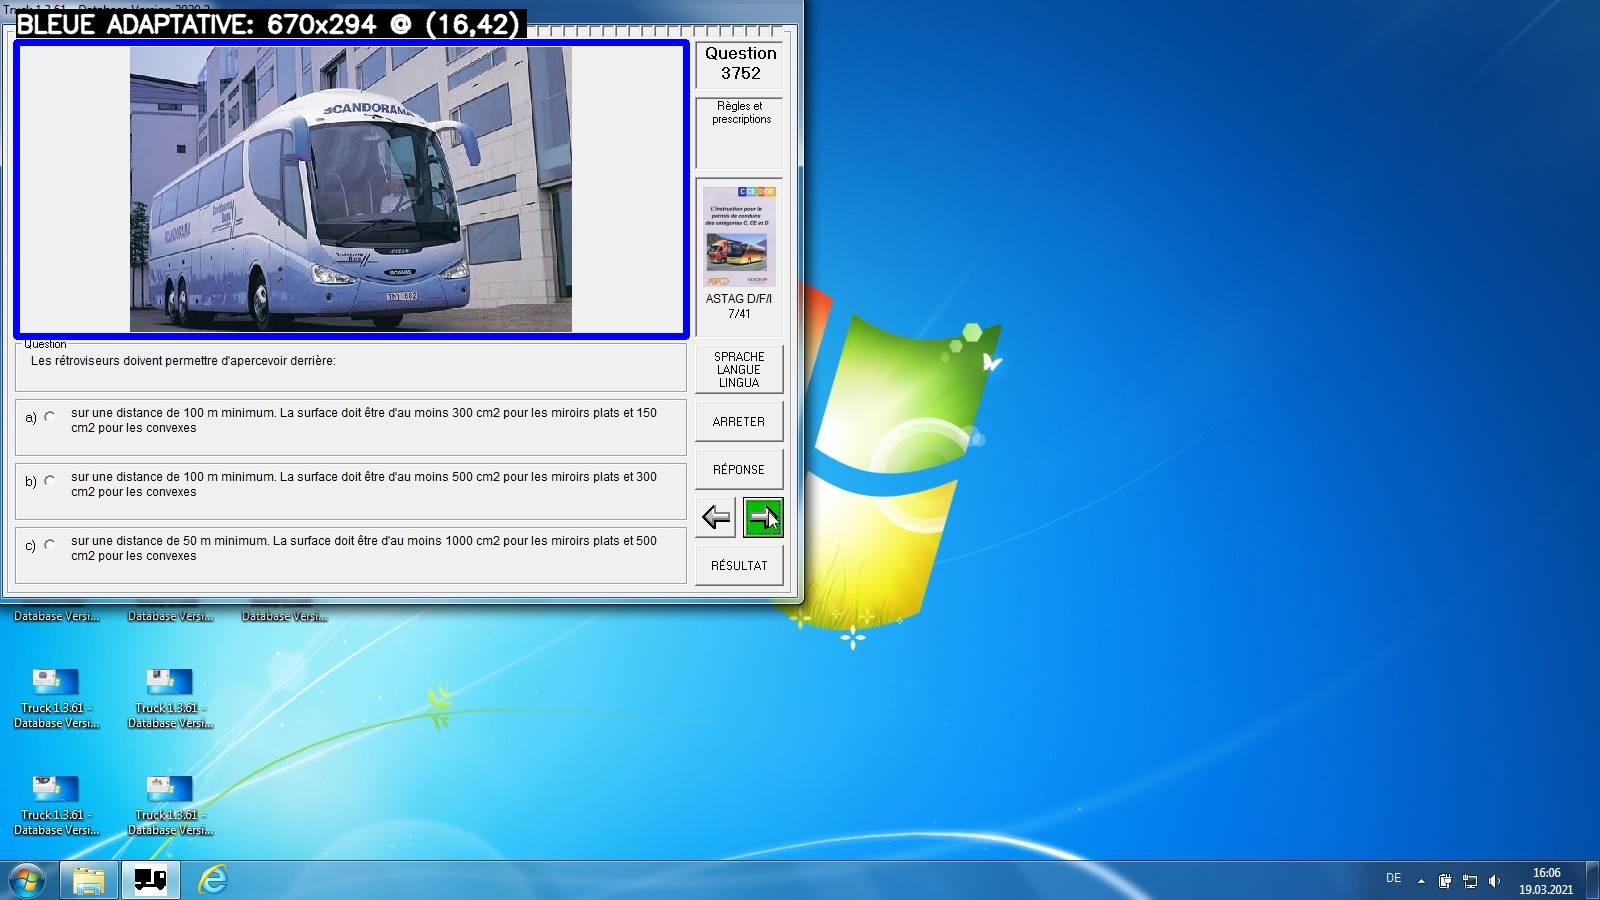 BLEUE ADAPTATIVE: 670x294 @ (16,42)
SCANDORAMA
SCANDORAMA
SCANIA
Question
3752
Règles et
prescriptions
C CE D DE
L'instruction pour le
permis de conduire
des catégories C, CE et D
ASTAG D/F/I
7/41
Question
Les rétroviseurs doivent permettre d'apercevoir derrière:
a) sur une distance de 100 m minimum. La surface doit être d'au moins 300 cm2 pour les miroirs plats et 150
cm2 pour les convexes
b) sur une distance de 100 m minimum. La surface doit être d'au moins 500 cm2 pour les miroirs plats et 300
cm2 pour les convexes
c) sur une distance de 50 m minimum. La surface doit être d'au moins 1000 cm2 pour les miroirs plats et 500
cm2 pour les convexes
SPRACHE
LANGUE
LINGUA
ARRETER
RÉPONSE
RÉSULTAT
Database Versi...
Database Versi...
Database Versi...
Truck 1.3.61 -
Database Versi...
Truck 1.3.61 -
Database Versi...
Truck 1.3.61 -
Database Versi...
Truck 1.3.61 -
Database Versi...
DE
16:06
19.03.2021